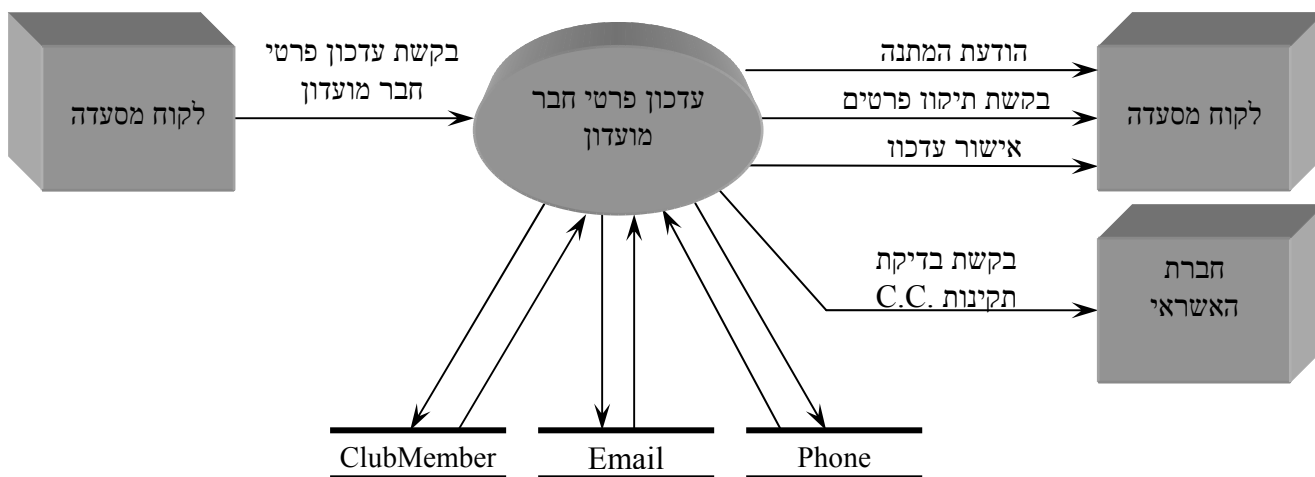 לקוח מסעדה
בקשת עדכון פרטי
חבר מועדון
עדכון פרטי חבר
מועדון
הודעת המתנה
בקשת תיקון פרטים
אישור עדכון
לקוח מסעדה
בקשת בדיקת
תקינות C.C.
חברת
האשראי
ClubMember
Email
Phone